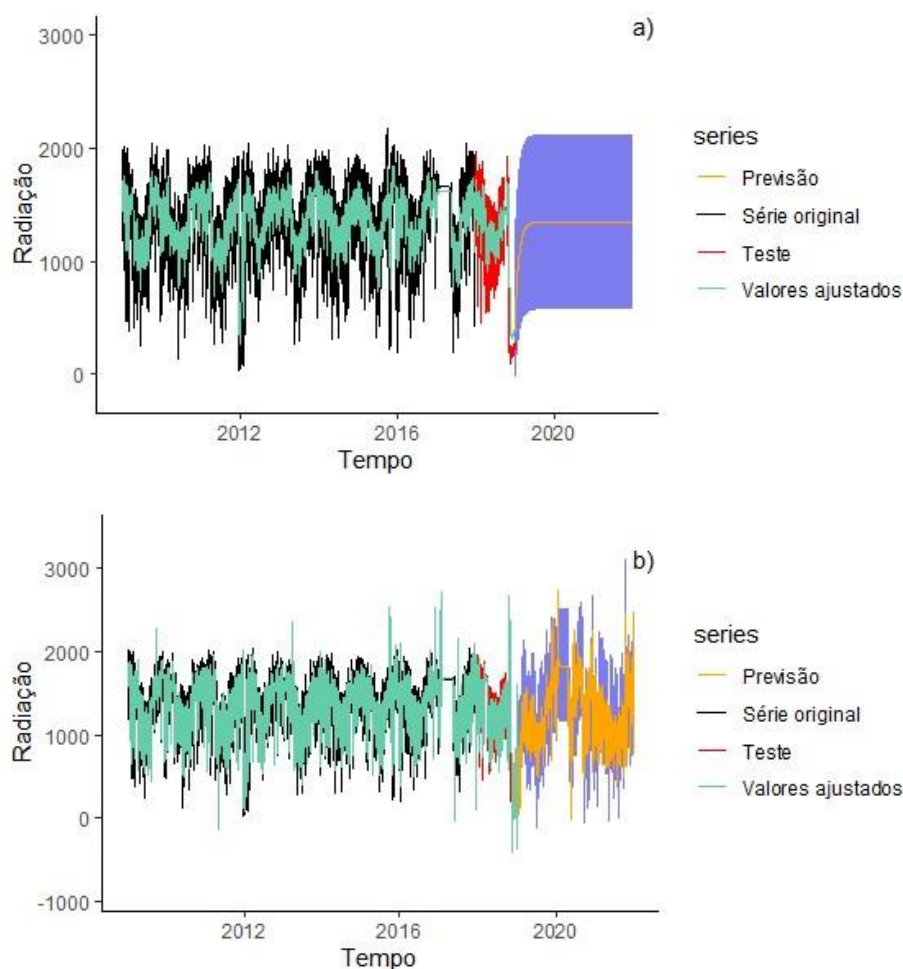 a)
3000
2000
1000
0
Radiação
2012
2016
2020
Tempo
series
Previsão
Série original
Teste
Valores ajustados
b)
3000
2000
1000
0
-1000
Radiação
2012
2016
2020
Tempo
series
Previsão
Série original
Teste
Valores ajustados